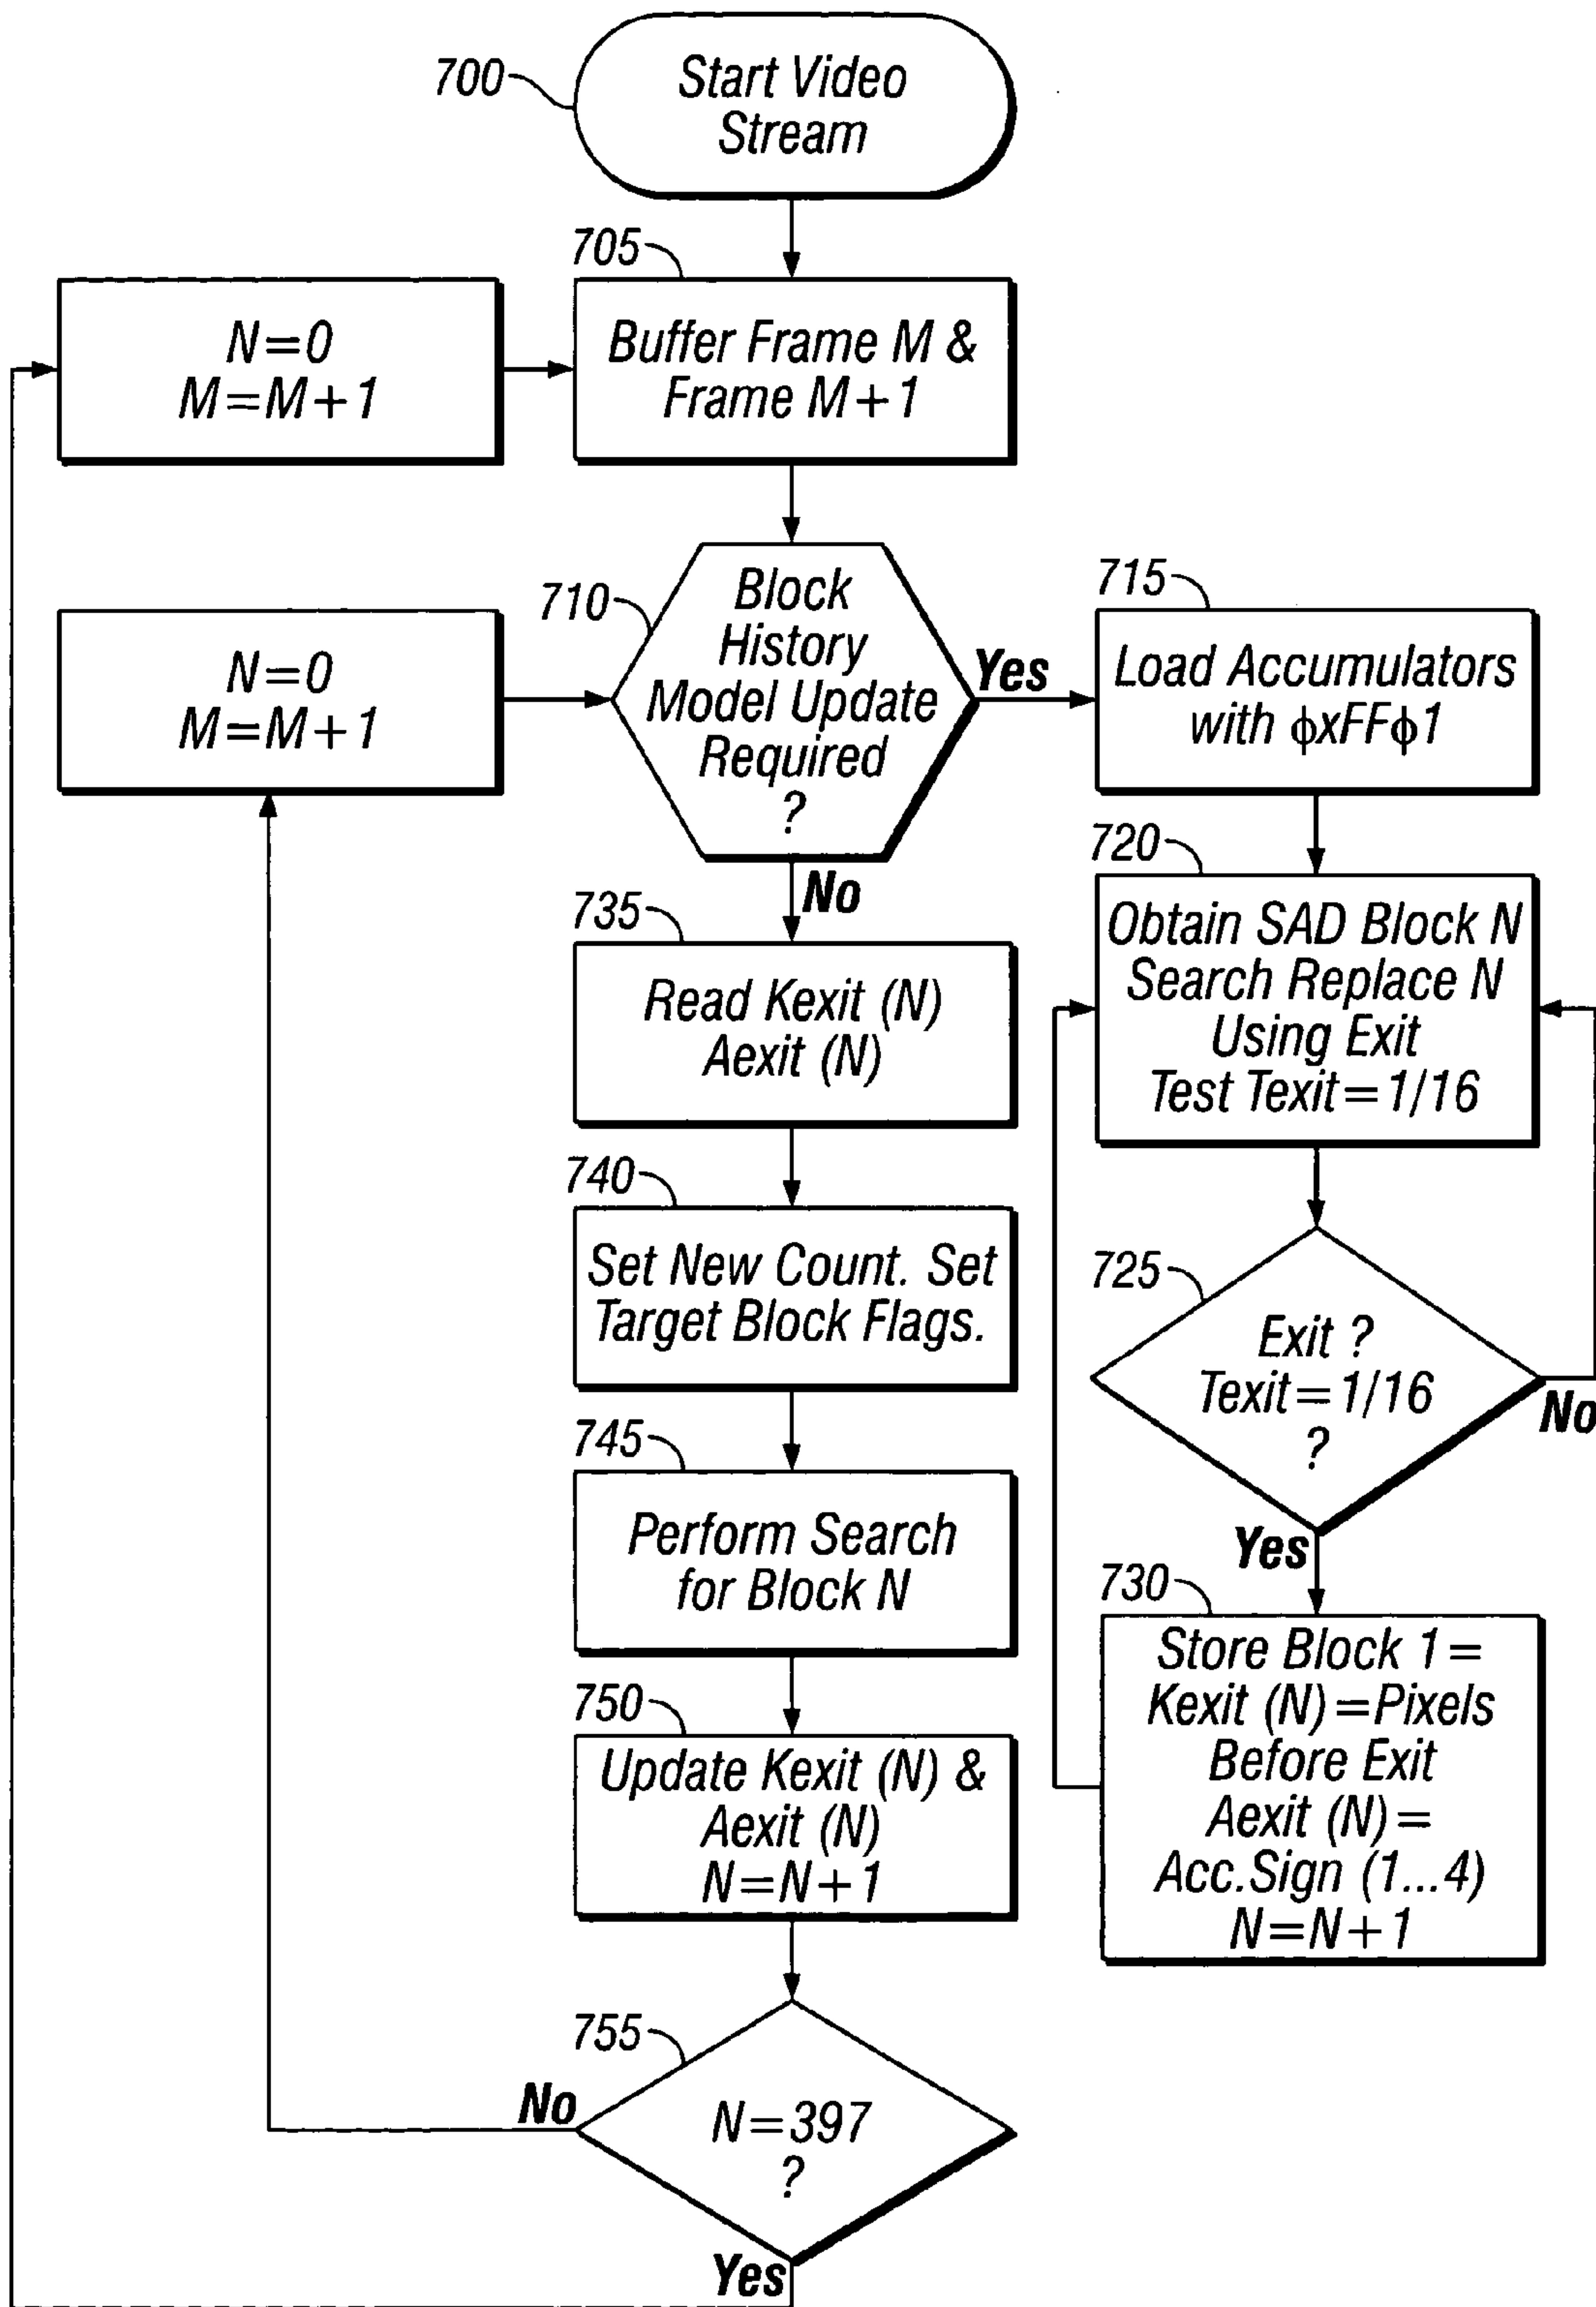 700
Start Video
Stream
705
N=0
M=M+1
Buffer Frame M &
Frame M+1
710
Block
History
Model Update
Required
?
Yes
No
N=0
M=M+1
715
Load Accumulators
with ϕxFFϕ1
720
Obtain SAD Block N
Search Replace N
Using Exit
Test Texit=1/16
725
Exit ?
Texit=1/16
?
No
Yes
730
Store Block 1=
Kexit (N)=Pixels
Before Exit
Aexit (N)=
Acc.Sign (1...4)
N=N+1
735
Read Kexit (N)
Aexit (N)
740
Set New Count. Set
Target Block Flags.
745
Perform Search
for Block N
750
Update Kexit (N) &
Aexit (N)
N=N+1
755
N=397
?
No
Yes